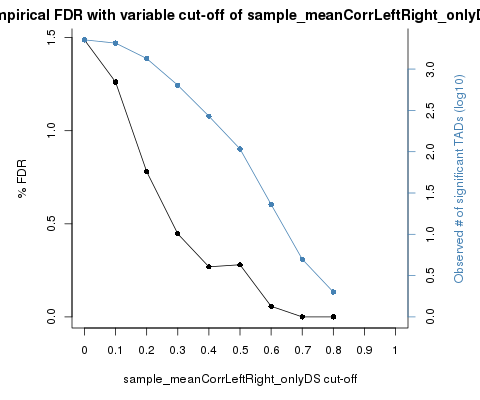 mpirical FDR with variable cut-off of sample_meanCorrLeftRight_onlyD
% FDR
0.0 0.5 1.0 1.5
Observed # of significant TADs (log10)
0.0 0.5 1.0 1.5 2.0 2.5 3.0
0 0.1 0.2 0.3 0.4 0.5 0.6 0.7 0.8 0.9 1
sample_meanCorrLeftRight_onlyDS cut-off